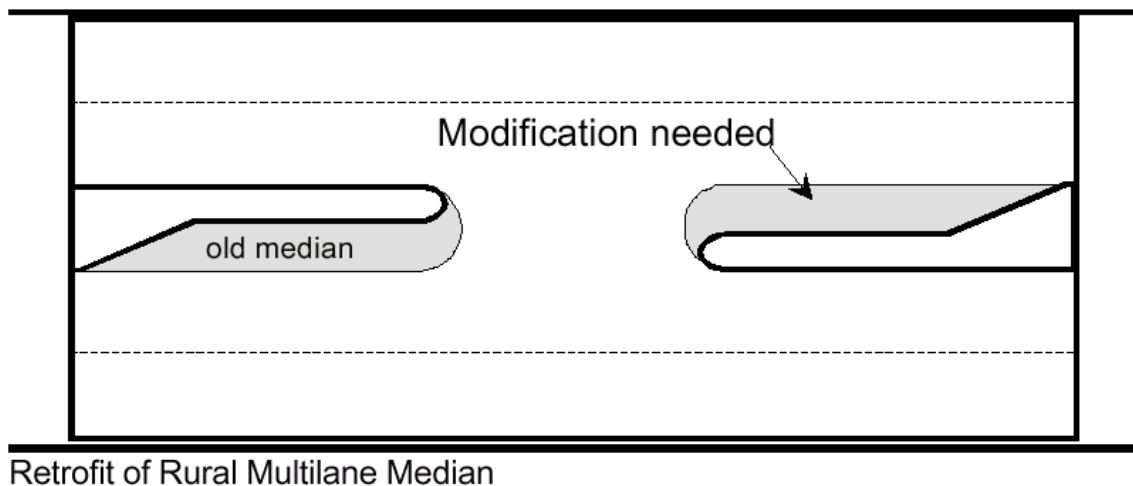 Modification needed
old median
Retrofit of Rural Multilane Median